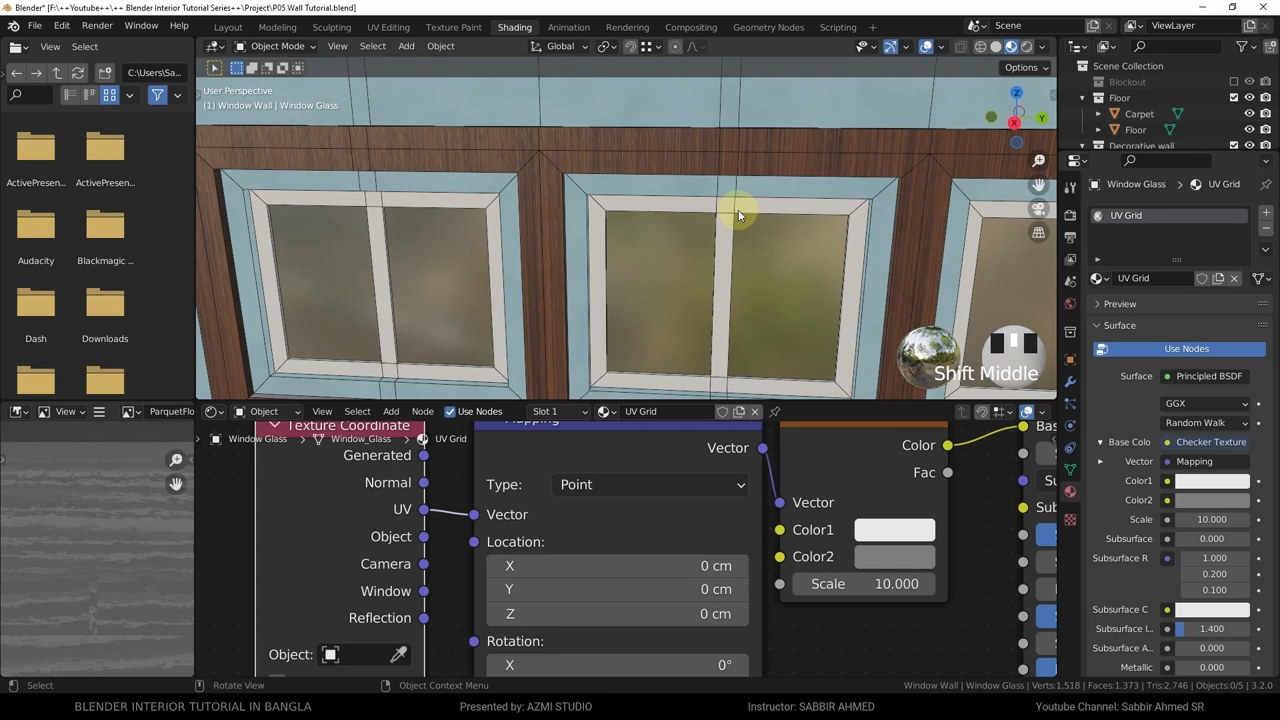 Blender* [F:\++Youtube++\++ Blender Interior Tutorial Series++\Project\P05 Wall Tutorial.blend]
File Edit Render Window Help Layout Modeling Sculpting UV Editing Texture Paint Shading Animation Rendering Compositing Geometry Nodes Scripting Scene ViewLayer
View Select Object Mode View Select Add Object Global
C:\Users\Sa... Options
User Perspective
(1) Window Wall | Window Glass
Scene Collection
Blockout
Floor
Carpet
Floor
Decorative wall
ActivePresen... ActivePresen...
Audacity Blackmagic ...
Dash Downloads
X Y Z
Window Glass UV Grid
UV Grid
UV Grid
Preview
Surface
Use Nodes
Surface Principled BSDF
GGX
Random Walk
Base Colo Checker Texture
Vector Mapping
Color1
Color2
Scale 10.000
Subsurface 0.000
Subsurface R 1.000
0.200
0.100
Subsurface C
Subsurface I... 1.400
Subsurface A... 0.000
Metallic 0.000
Shift Middle
View ParquetFlo Object View Select Add Node Use Nodes Slot 1 UV Grid
Window Glass Window_Glass UV Grid
Texture Coordinate
Generated
Normal
UV
Object
Camera
Window
Reflection
Object:
Mapping
Vector
Type: Point
Vector
Location:
X 0 cm
Y 0 cm
Z 0 cm
Rotation:
X 0°
Color
Fac
Vector
Color1
Color2
Scale 10.000
Bas
Su
Sub
Select Rotate View Object Context Menu Window Wall | Window Glass | Verts:1,518 | Faces:1,373 | Tris:2,746 | Objects:0/5 | 3.2.0
BLENDER INTERIOR TUTORIAL IN BANGLA Presented by: AZMI STUDIO Instructor: SABBIR AHMED Youtube Channel: Sabbir Ahmed SR